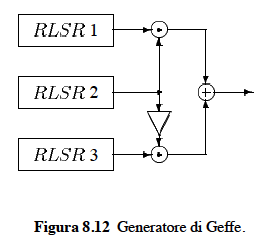 RLSR 1
RLSR 2
RLSR 3
Figura 8.12 Generatore di Geffe.